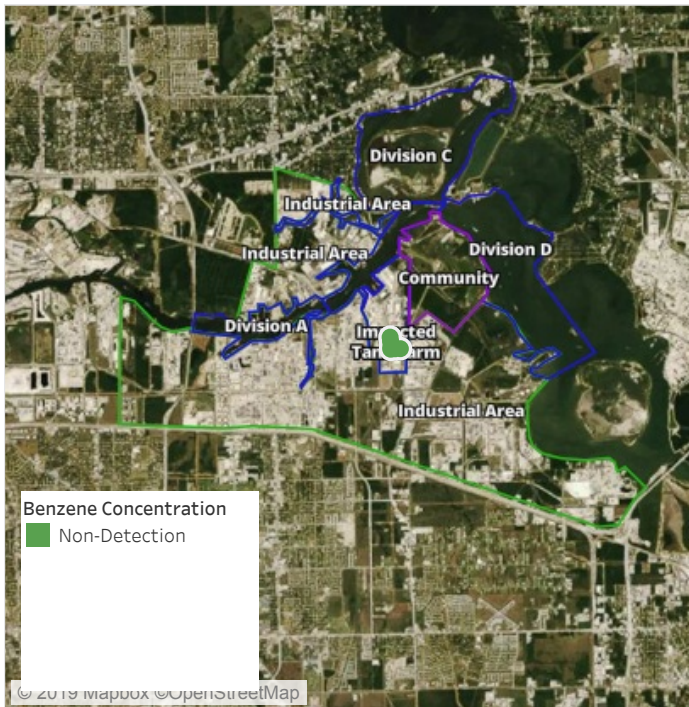 Division C
Industrial Area
Division D
Industrial Area
Community
Division A
Impacted
Tank Farm
Industrial Area
Benzene Concentration
Non-Detection
© 2019 Mapbox ©OpenStreetMap